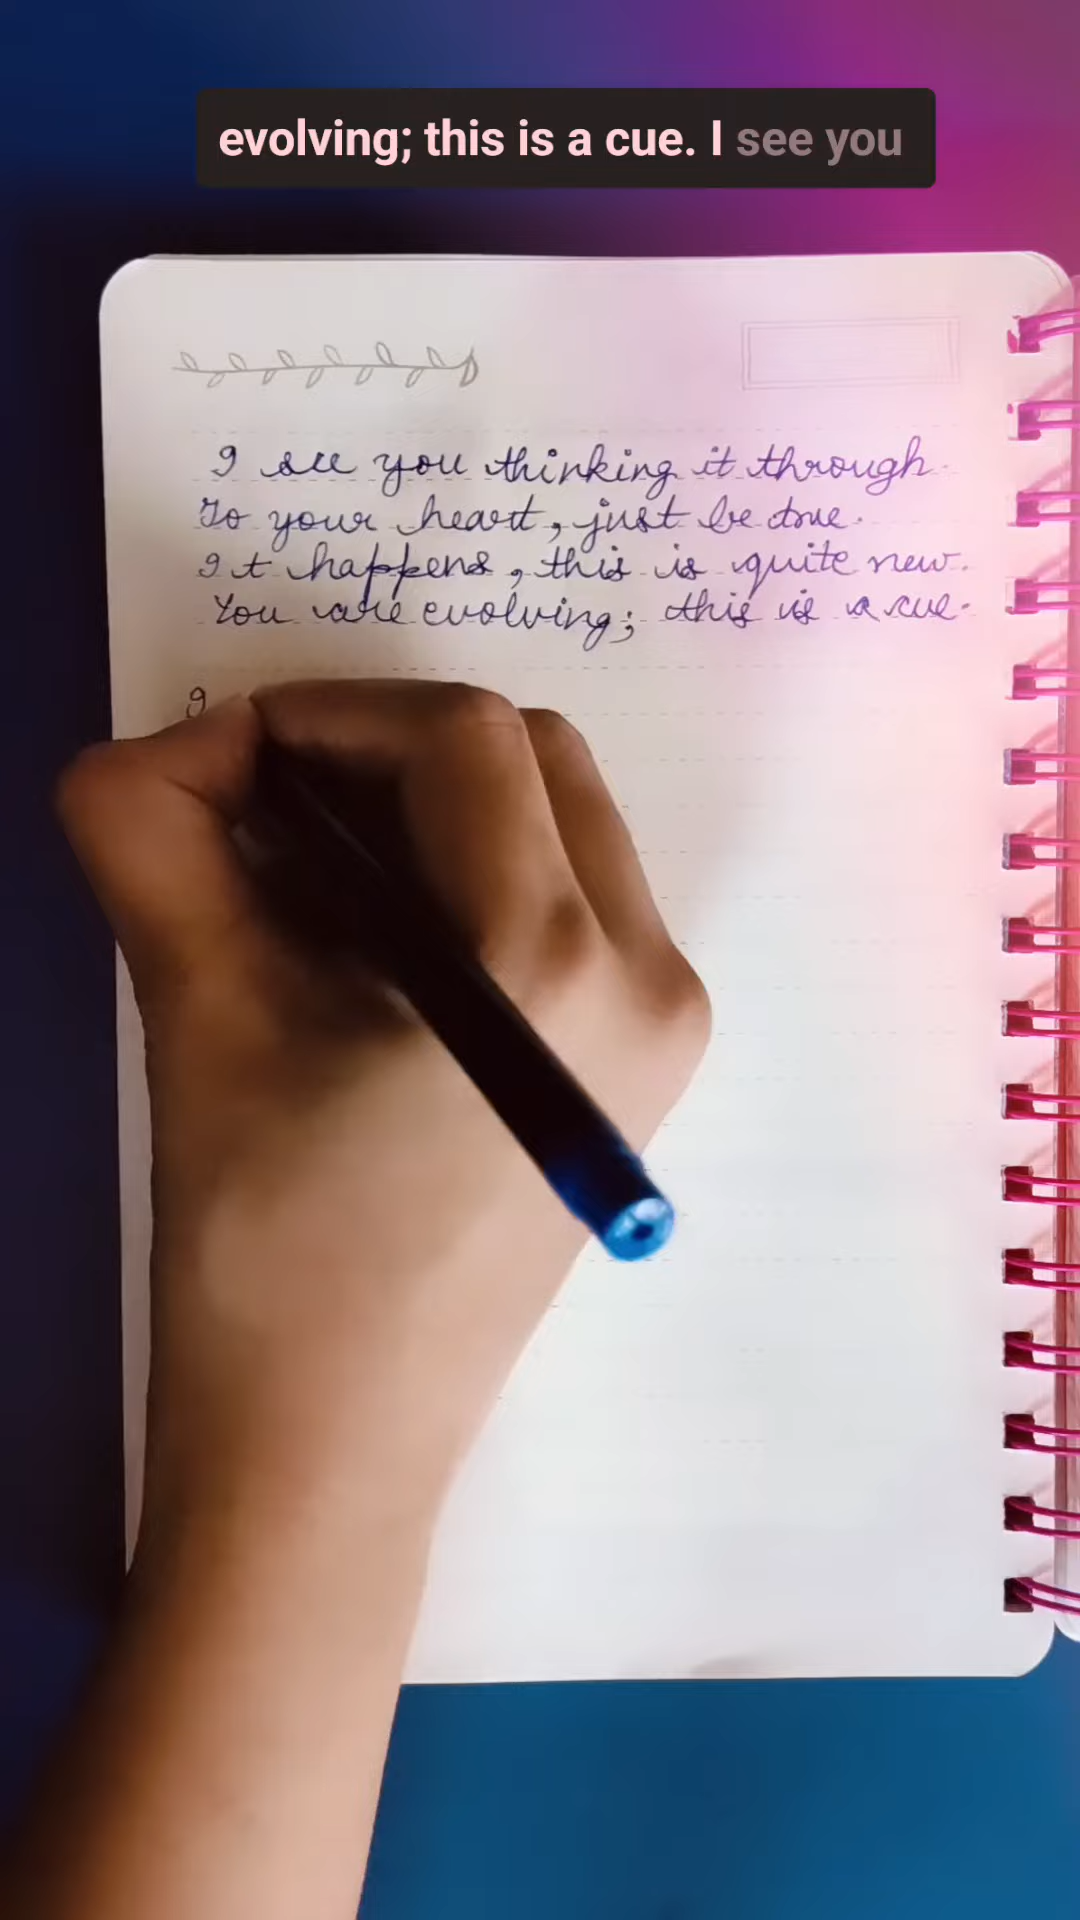 evolving; this is a cue. I see you
I see you thinking it through.
To your heart, just be true.
It happens, this is quite new.
You are evolving; this is a cue.
I